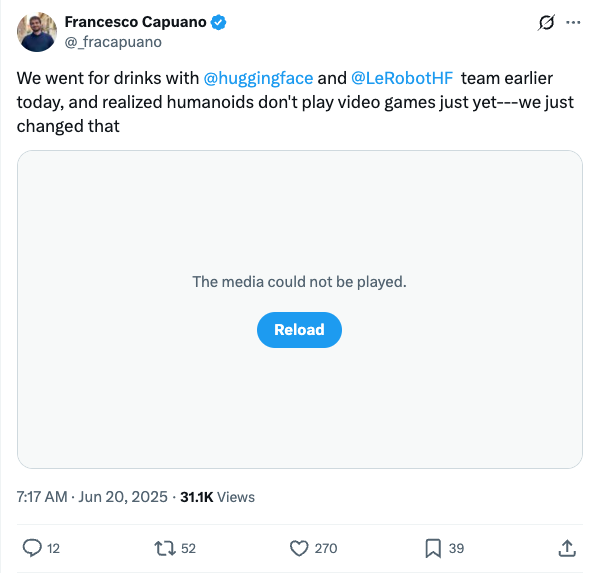 Francesco Capuano
@_fracapuano
We went for drinks with @huggingface and @LeRobotHF team earlier
today, and realized humanoids don't play video games just yet---we just
changed that
The media could not be played.
Reload
7:17 AM · Jun 20, 2025 · 31.1K Views
12 52 270 39